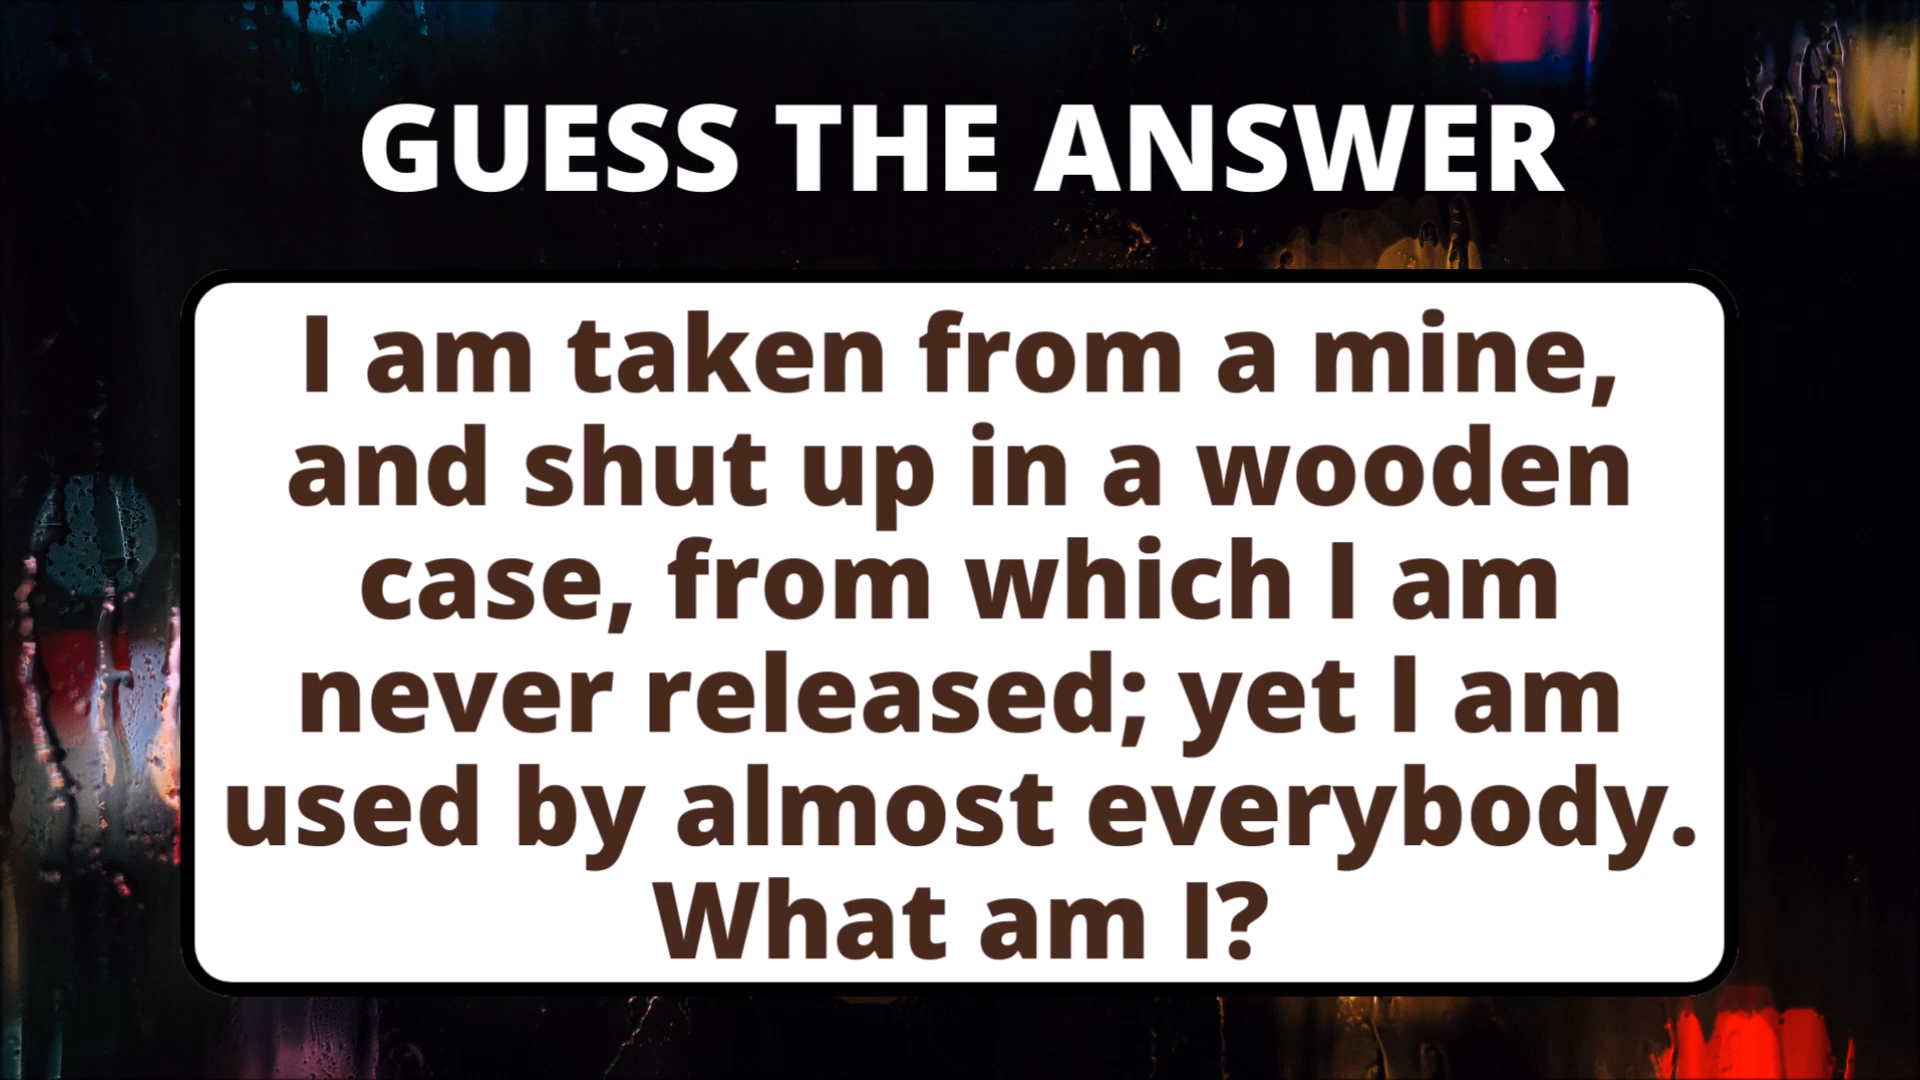 GUESS THE ANSWER
I am taken from a mine,
and shut up in a wooden
case, from which I am
never released; yet I am
used by almost everybody.
What am I?